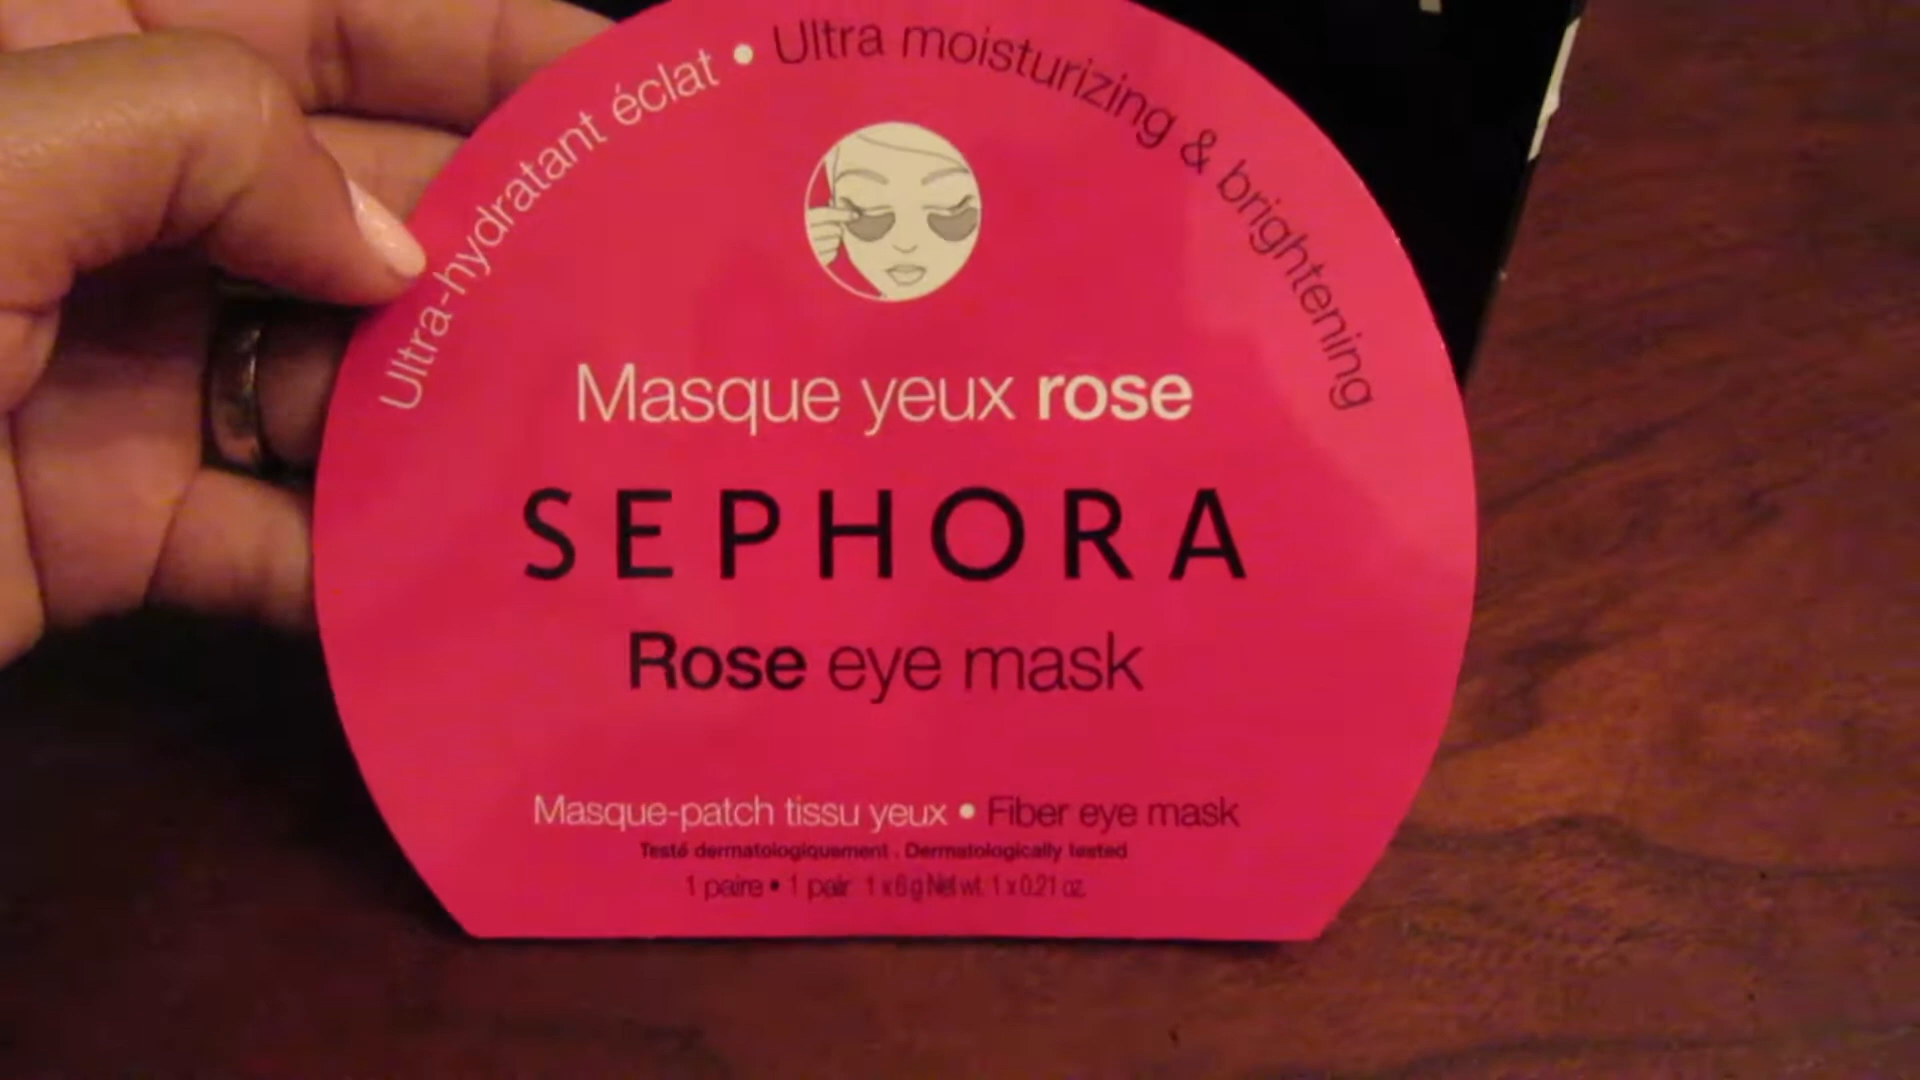 Ultra-hydratant éclat • Ultra moisturizing & brightening
Masque yeux rose
SEPHORA
Rose eye mask
Masque-patch tissu yeux • Fiber eye mask
Testé dermatologiquement . Dermatologically tested
1 paire • 1 pair 1 x 6 g Net wt. 1 x 0.21 oz.